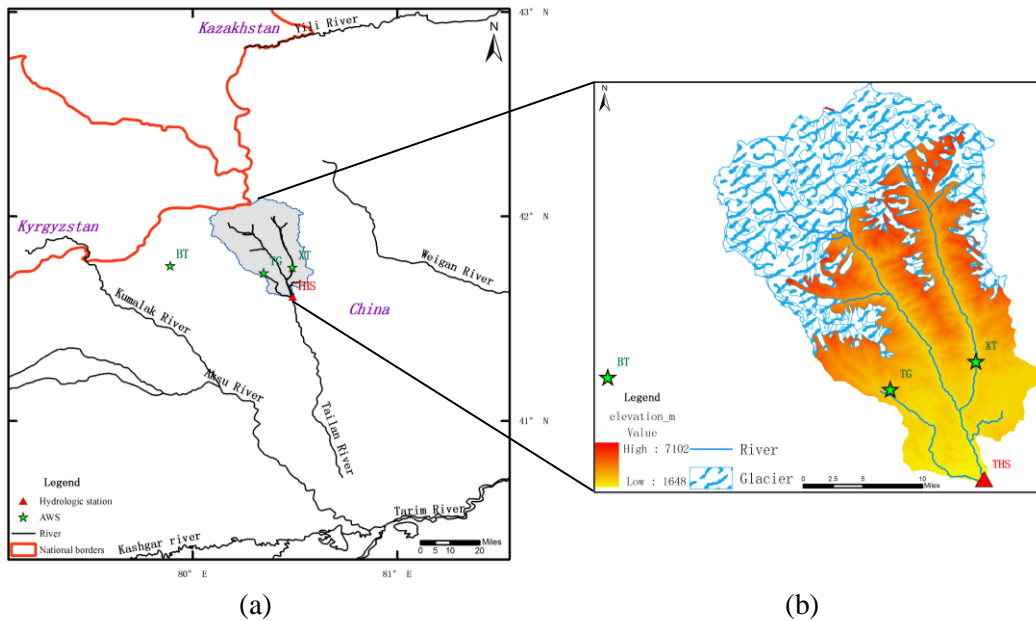 43° N
Kazakhstan
Yili River
N
42° N
Kyrgyzstan
BT
TG
XT
THS
Weigan River
China
Kumalak River
Aksu River
Tailan River
41° N
Legend
Hydrologic station
AWS
River
National borders
Tarim River
Kashgar river
0 5 10 20
Miles
80° E
81° E
(a)
N
XT
TG
BT
Legend
elevation_m
Value
High : 7102
Low : 1648
River
Glacier
THS
0 2.5 5 10
Miles
(b)